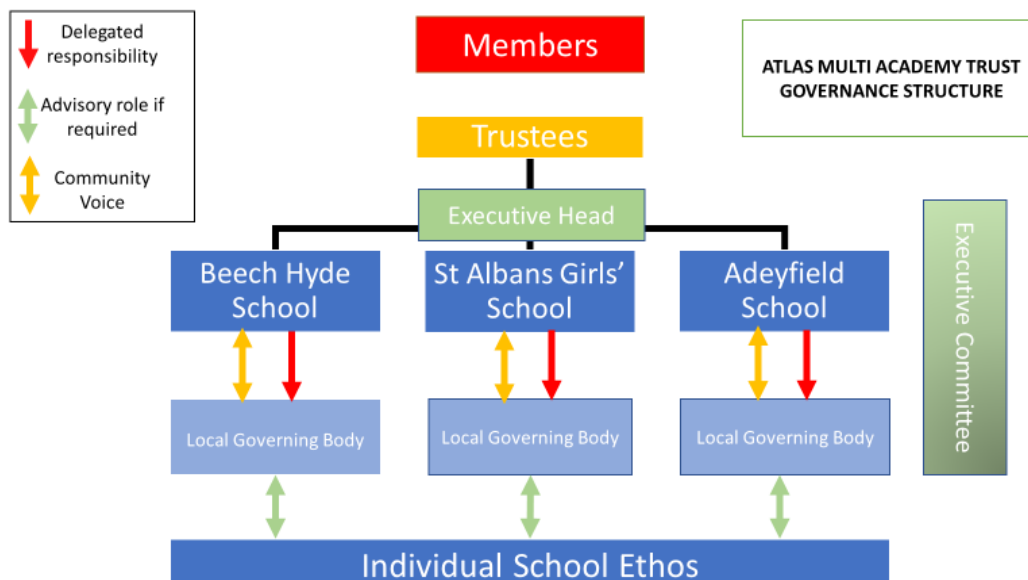 Delegated
responsibility
Advisory role if
required
Community
Voice
Members
ATLAS MULTI ACADEMY TRUST
GOVERNANCE STRUCTURE
Trustees
Executive Head
Beech Hyde
School
St Albans Girls'
School
Adeyfield
School
Executive Committee
Local Governing Body
Local Governing Body
Local Governing Body
Individual School Ethos